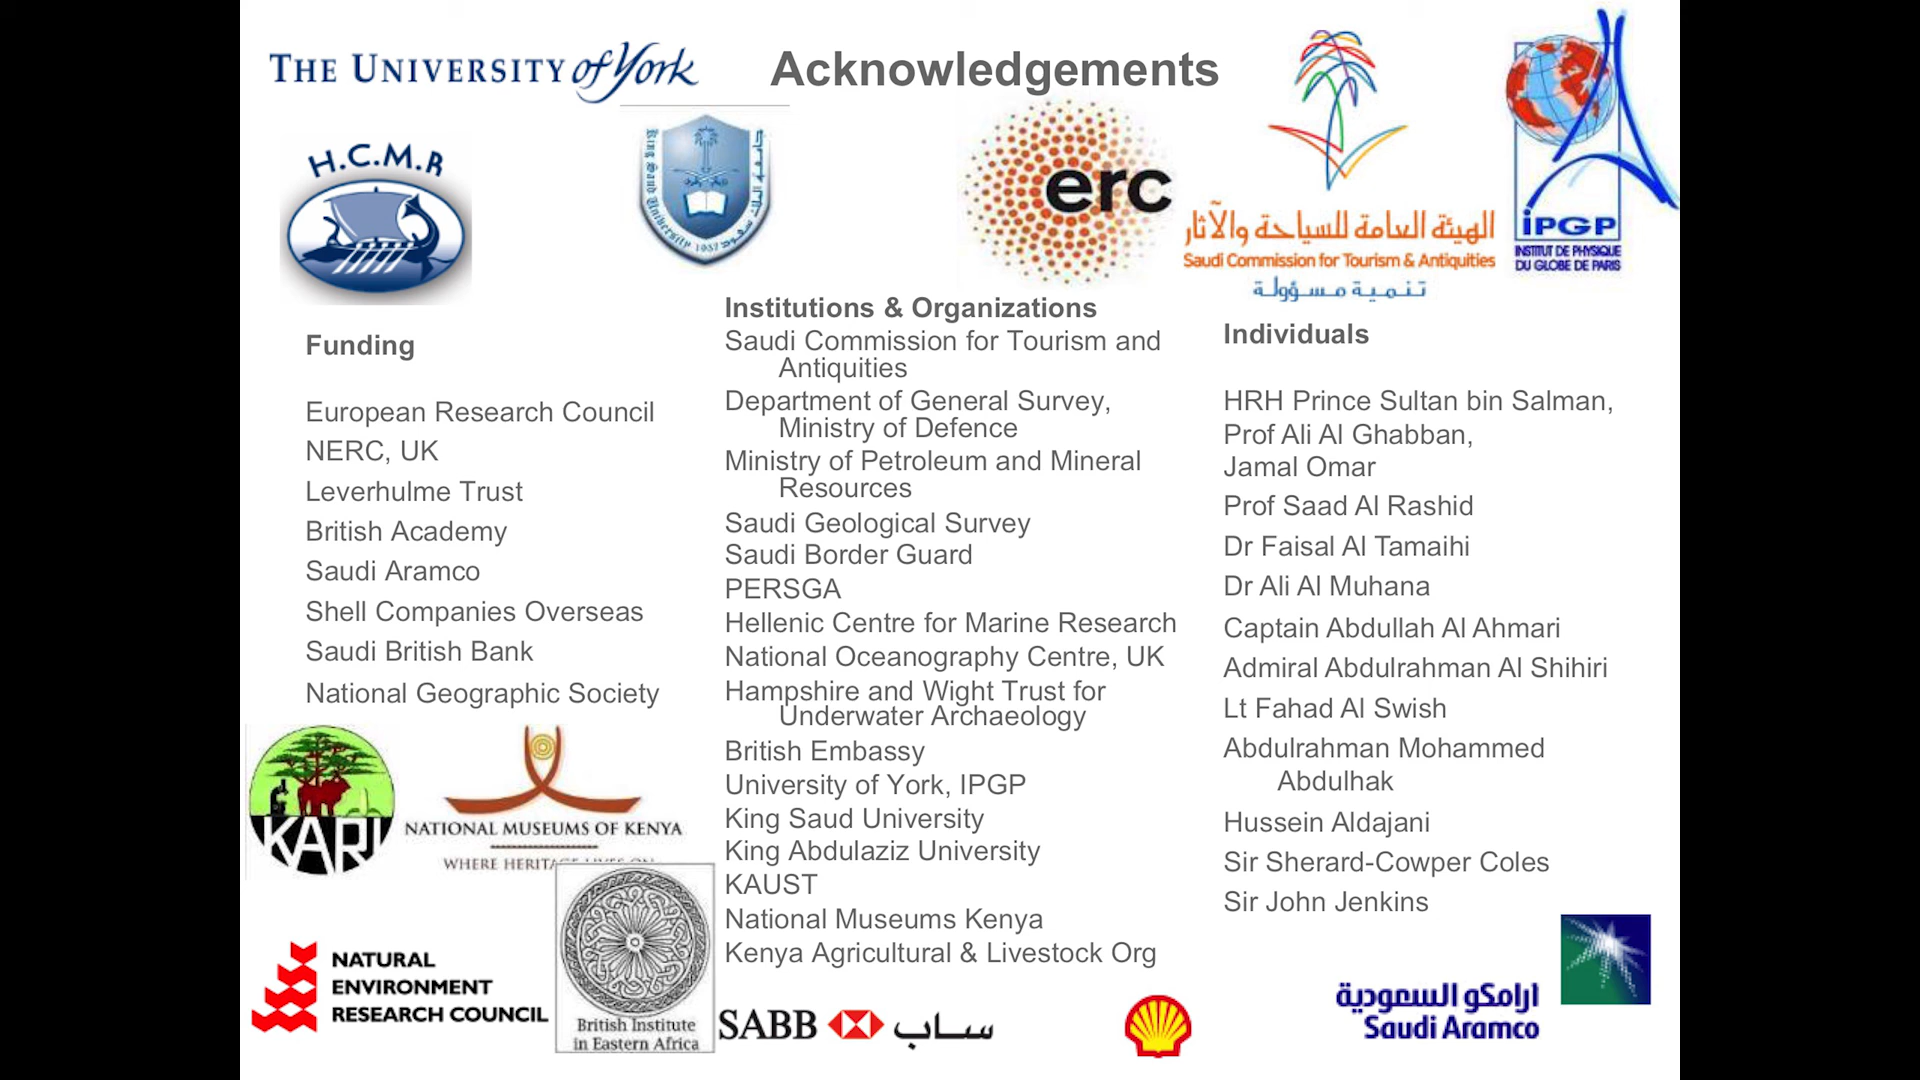 THE UNIVERSITY of York
Acknowledgements
H.C.M.R
King Saud University 1957
جامعة الملك سعود
erc
الهيئة العامة للسياحة والآثار
Saudi Commission for Tourism & Antiquities
تنمية مسؤولة
iPGP
INSTITUT DE PHYSIQUE
DU GLOBE DE PARIS
Funding
European Research Council
NERC, UK
Leverhulme Trust
British Academy
Saudi Aramco
Shell Companies Overseas
Saudi British Bank
National Geographic Society
Institutions & Organizations
Saudi Commission for Tourism and
Antiquities
Department of General Survey,
Ministry of Defence
Ministry of Petroleum and Mineral
Resources
Saudi Geological Survey
Saudi Border Guard
PERSGA
Hellenic Centre for Marine Research
National Oceanography Centre, UK
Hampshire and Wight Trust for
Underwater Archaeology
British Embassy
University of York, IPGP
King Saud University
King Abdulaziz University
KAUST
National Museums Kenya
Kenya Agricultural & Livestock Org
Individuals
HRH Prince Sultan bin Salman,
Prof Ali Al Ghabban,
Jamal Omar
Prof Saad Al Rashid
Dr Faisal Al Tamaihi
Dr Ali Al Muhana
Captain Abdullah Al Ahmari
Admiral Abdulrahman Al Shihiri
Lt Fahad Al Swish
Abdulrahman Mohammed
Abdulhak
Hussein Aldajani
Sir Sherard-Cowper Coles
Sir John Jenkins
KARI
NATIONAL MUSEUMS OF KENYA
WHERE
NATURAL
ENVIRONMENT
RESEARCH COUNCIL
British Institute
in Eastern Africa
SABB ساب
ارامكو السعودية
Saudi Aramco